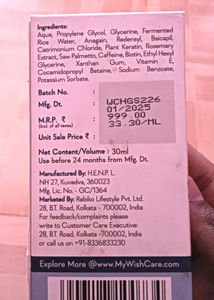 Ingredients:
Aqua, Propylene Glycol, Glycerine, Fermented
Rice Water, Anagain, Redensyl, Baicapil,
Cetrimonium Chloride, Plant Keratin, Rosemary
Extract, Saw Palmetto, Caffeine, Biotin, Ethyl Hexyl
Glycerin, Xanthan Gum, Vitamin E,
Cocamidopropyl Betaine, Sodium Benzoate,
Potassium Sorbate.
Batch No. : WCHGS226
Mfg. Dt. : 01/2025
M.R.P. ₹ : 999.00
(Incl. of all taxes)
Unit Sale Price ₹ : 33.30/ML
Net Content/Volume : 30ml
Use before 24 months from Mfg. Dt.
Manufactured By: H.E.N.P L.
NH 27, Kuvadva, 360023
Mfg. Lic. No. - GC/1364
Marketed By: Rabiko Lifestyle Pvt. Ltd.
28, B.T. Road, Kolkata - 700002, India
For feedback/complaints please
write to Customer Care Executive:
28, B.T. Road, Kolkata - 700002, India
or call us on +91-8336833230
Explore More @www.MyWishCare.com